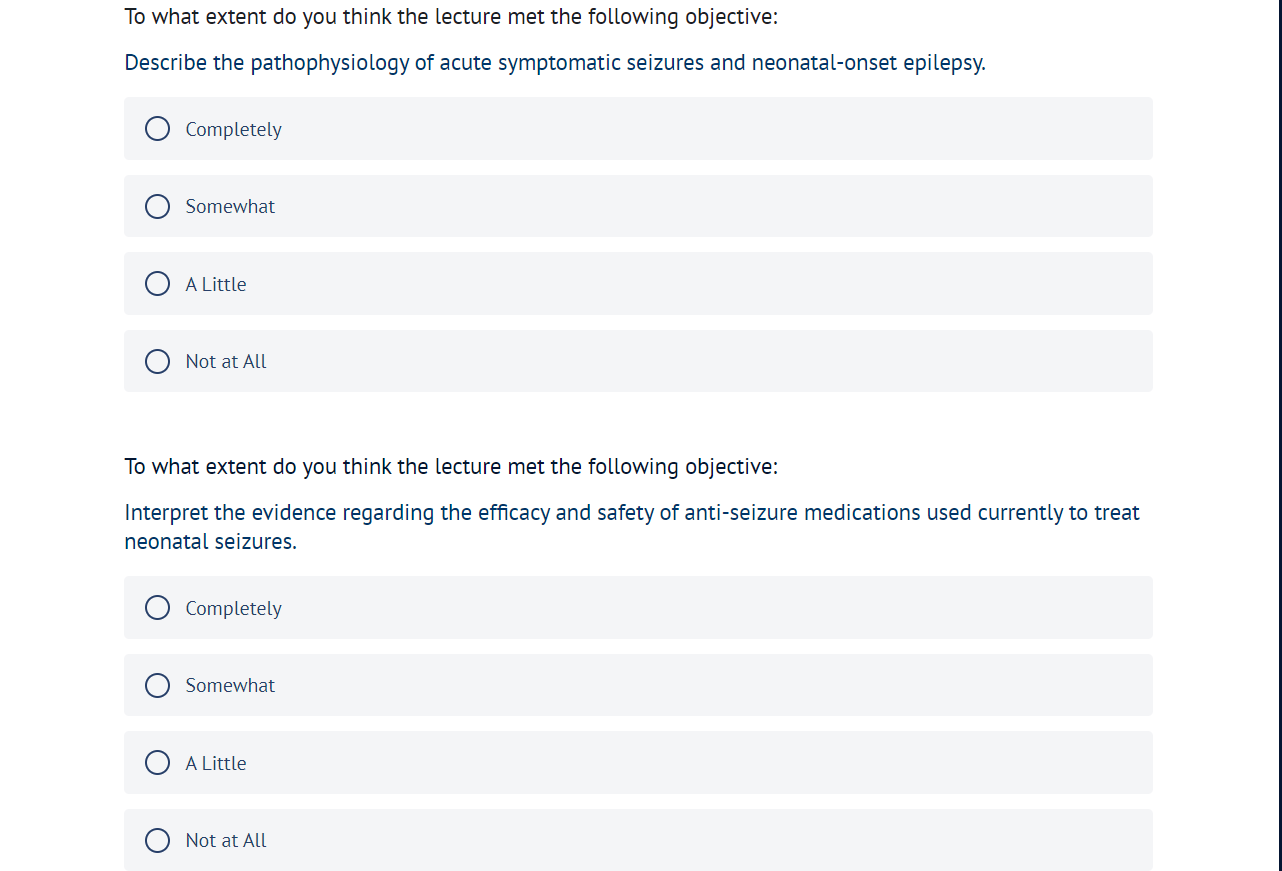 To what extent do you think the lecture met the following objective:
Describe the pathophysiology of acute symptomatic seizures and neonatal-onset epilepsy.
Completely
Somewhat
A Little
Not at All
To what extent do you think the lecture met the following objective:
Interpret the evidence regarding the efficacy and safety of anti-seizure medications used currently to treat
neonatal seizures.
Completely
Somewhat
A Little
Not at All